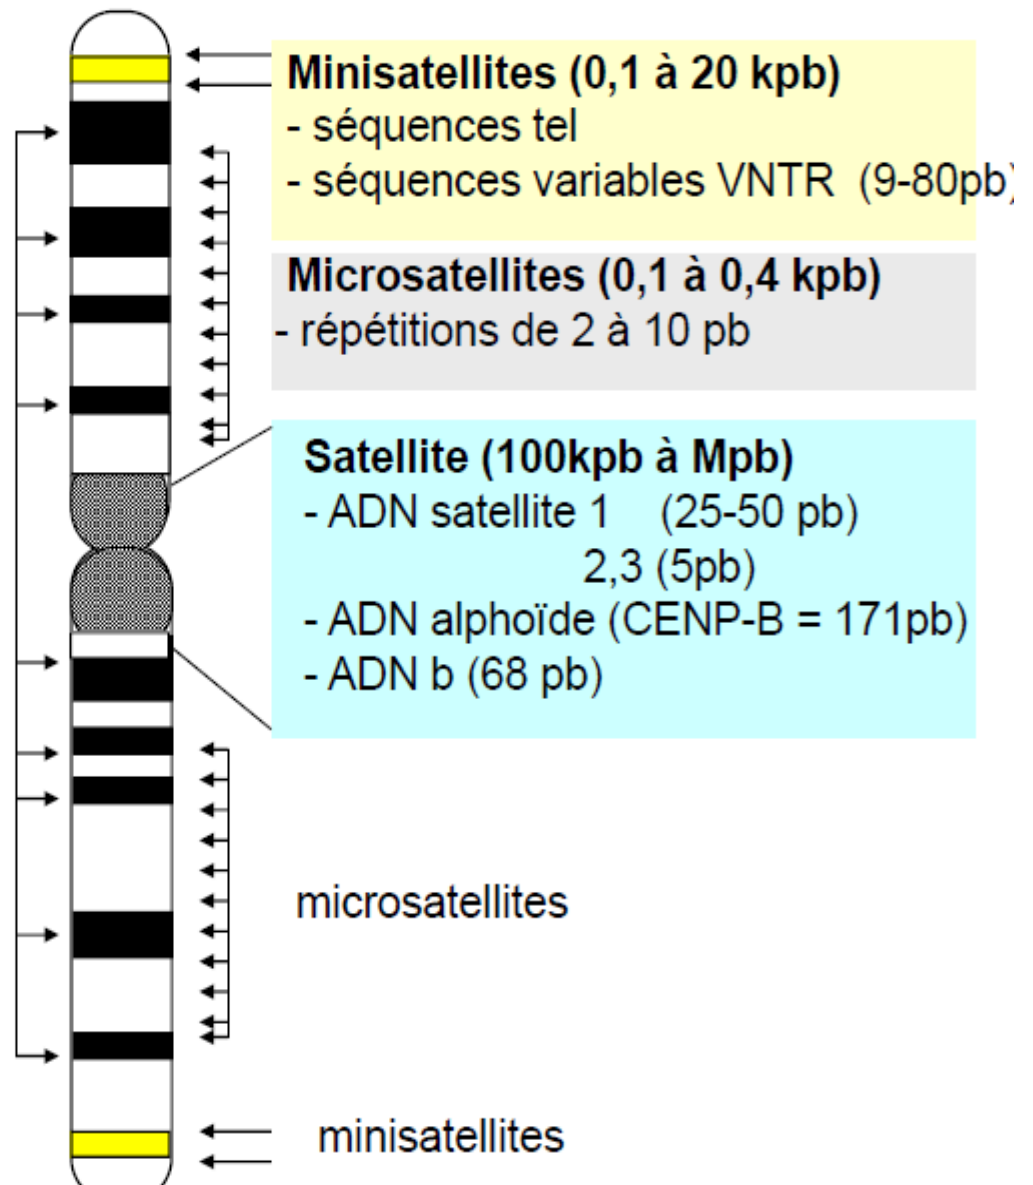 Minisatellites (0,1 à 20 kpb)
- séquences tel
- séquences variables VNTR (9-80pb)
Microsatellites (0,1 à 0,4 kpb)
- répétitions de 2 à 10 pb
Satellite (100kpb à Mpb)
- ADN satellite 1 (25-50 pb)
2,3 (5pb)
- ADN alphoïde (CENP-B = 171pb)
- ADN b (68 pb)
microsatellites
minisatellites